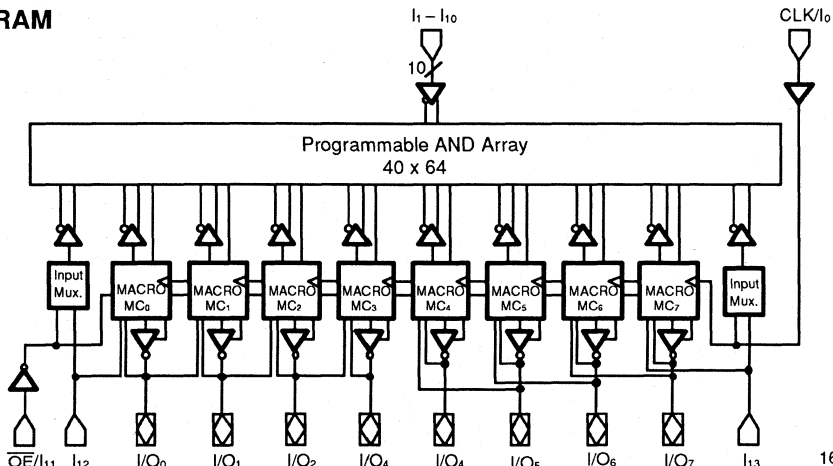 RAM
I₁ – I₁₀
CLK/I₀
10
Programmable AND Array
40 x 64
Input
Mux.
MACRO
MC₀
MACRO
MC₁
MACRO
MC₂
MACRO
MC₃
MACRO
MC₄
MACRO
MC₅
MACRO
MC₆
MACRO
MC₇
Input
Mux.
OE/I₁₁
I₁₂
I/O₀
I/O₁
I/O₂
I/O₄
I/O₄
I/O₅
I/O₆
I/O₇
I₁₃
16